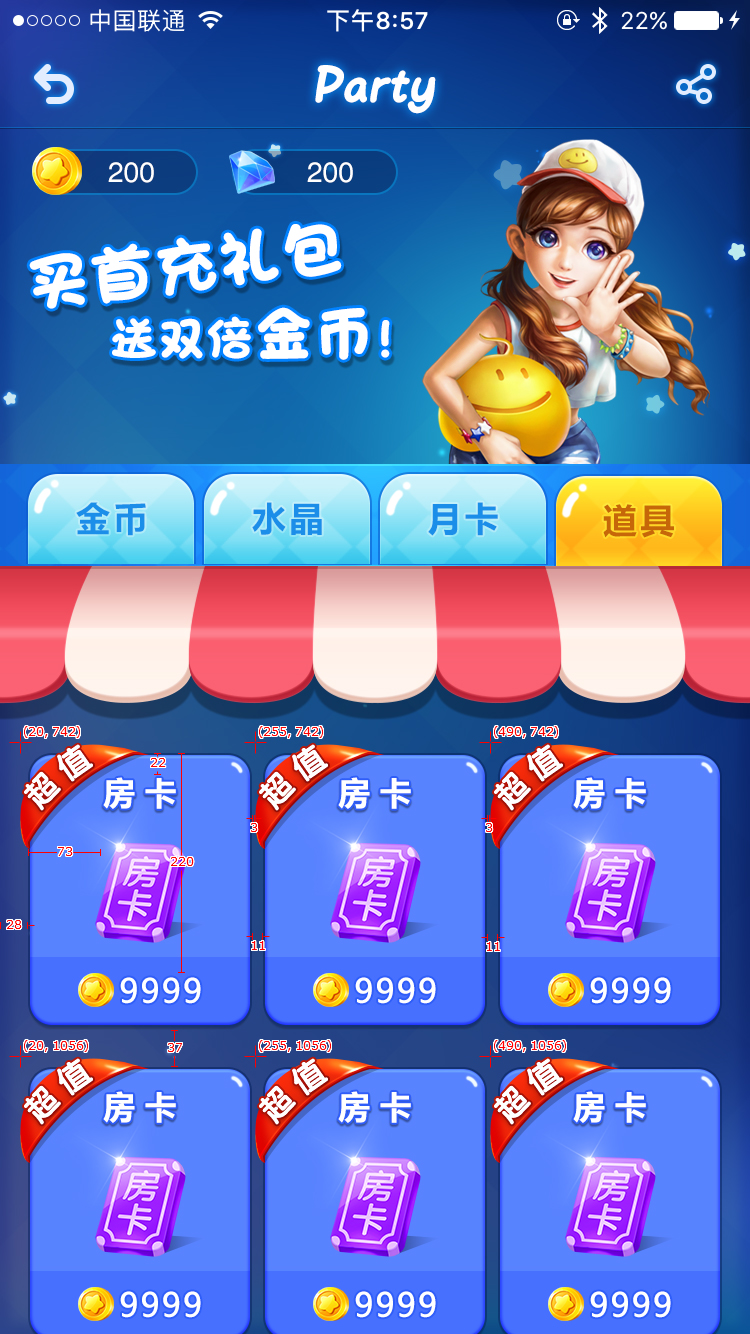 中国联通 下午8:57 22%
Party
200 200
买首充礼包
送双倍金币!
金币 水晶 月卡 道具
(20, 742) (255, 742) (490, 742)
超值 超值 超值
22
房卡 房卡 房卡
3 3
73 220
房卡 房卡 房卡
28 11 11
9999 9999 9999
37
(20, 1056) (255, 1056) (490, 1056)
超值 超值 超值
房卡 房卡 房卡
房卡 房卡 房卡
9999 9999 9999